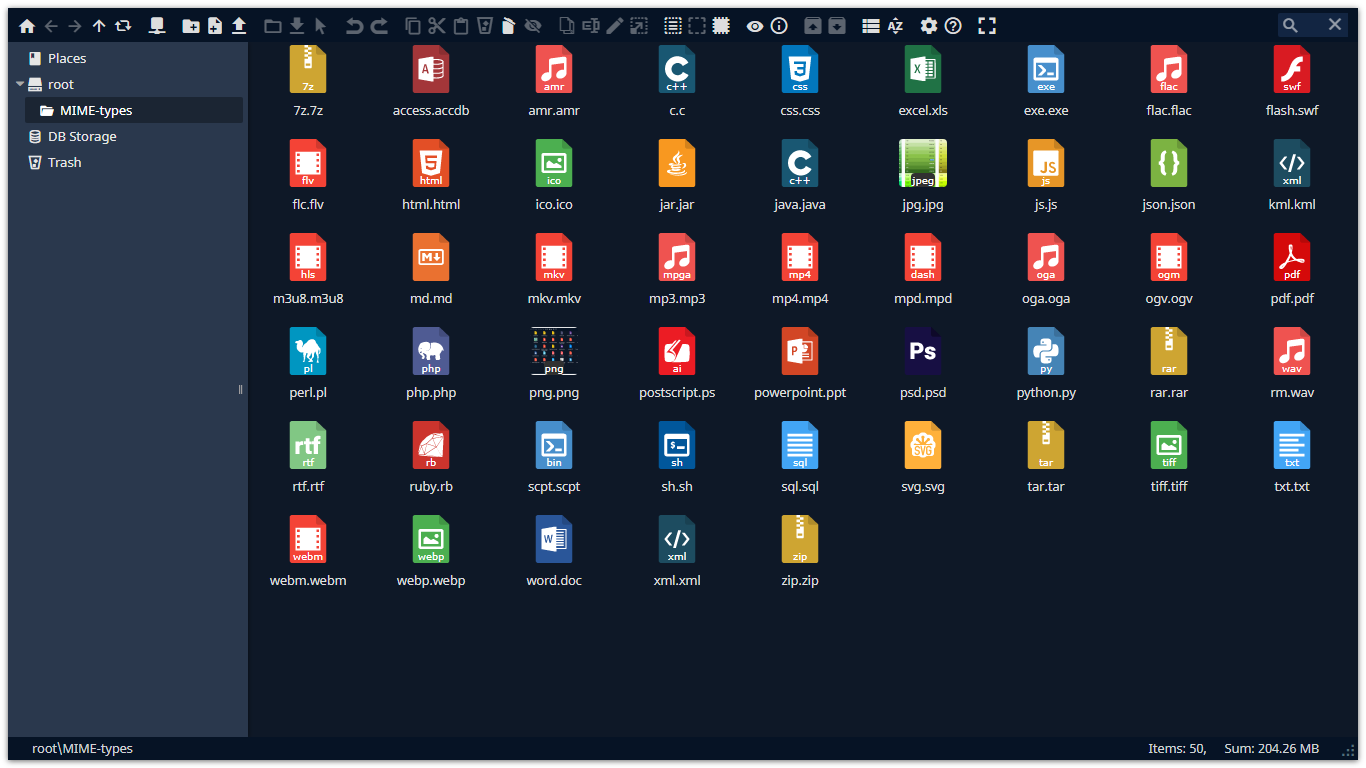 Places
root
MIME-types
DB Storage
Trash
7z amr c++ css exe flac swf
7z.7z access.accdb amr.amr c.c css.css excel.xls exe.exe flac.flac flash.swf
flv html ico c++ jpeg JS js xml
flc.flv html.html ico.ico jar.jar java.java jpg.jpg js.js json.json kml.kml
hls mkv mpga mp4 dash oga ogm pdf
m3u8.m3u8 md.md mkv.mkv mp3.mp3 mp4.mp4 mpd.mpd oga.oga ogv.ogv pdf.pdf
pl php png ai Ps py rar wav
perl.pl php.php png.png postscript.ps powerpoint.ppt psd.psd python.py rar.rar rm.wav
rtf rtf rb bin sh sql SVG tar tiff txt
rtf.rtf ruby.rb scpt.scpt sh.sh sql.sql svg.svg tar.tar tiff.tiff txt.txt
webm webp W xml zip
webm.webm webp.webp word.doc xml.xml zip.zip
root\MIME-types Items: 50, Sum: 204.26 MB